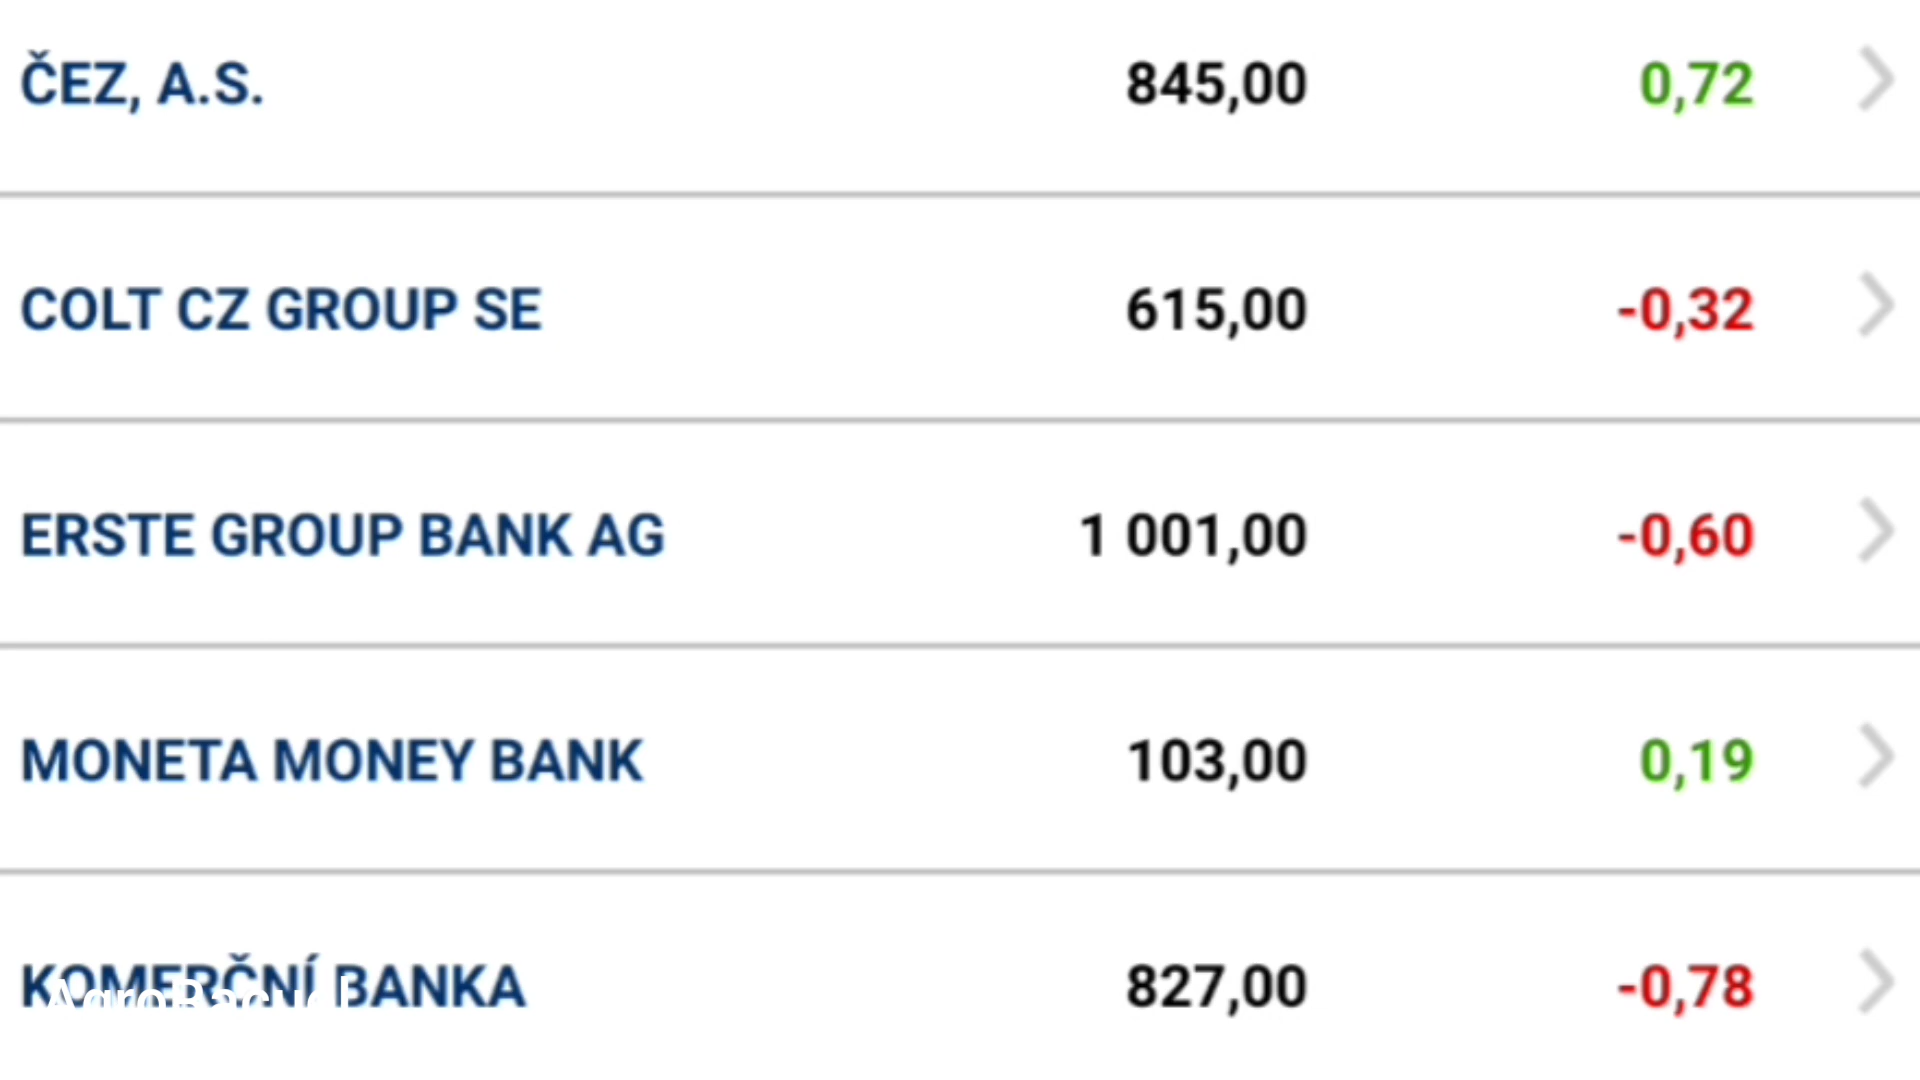 ČEZ, A.S. 845,00 0,72
COLT CZ GROUP SE 615,00 -0,32
ERSTE GROUP BANK AG 1 001,00 -0,60
MONETA MONEY BANK 103,00 0,19
KOMERČNÍ BANKA 827,00 -0,78